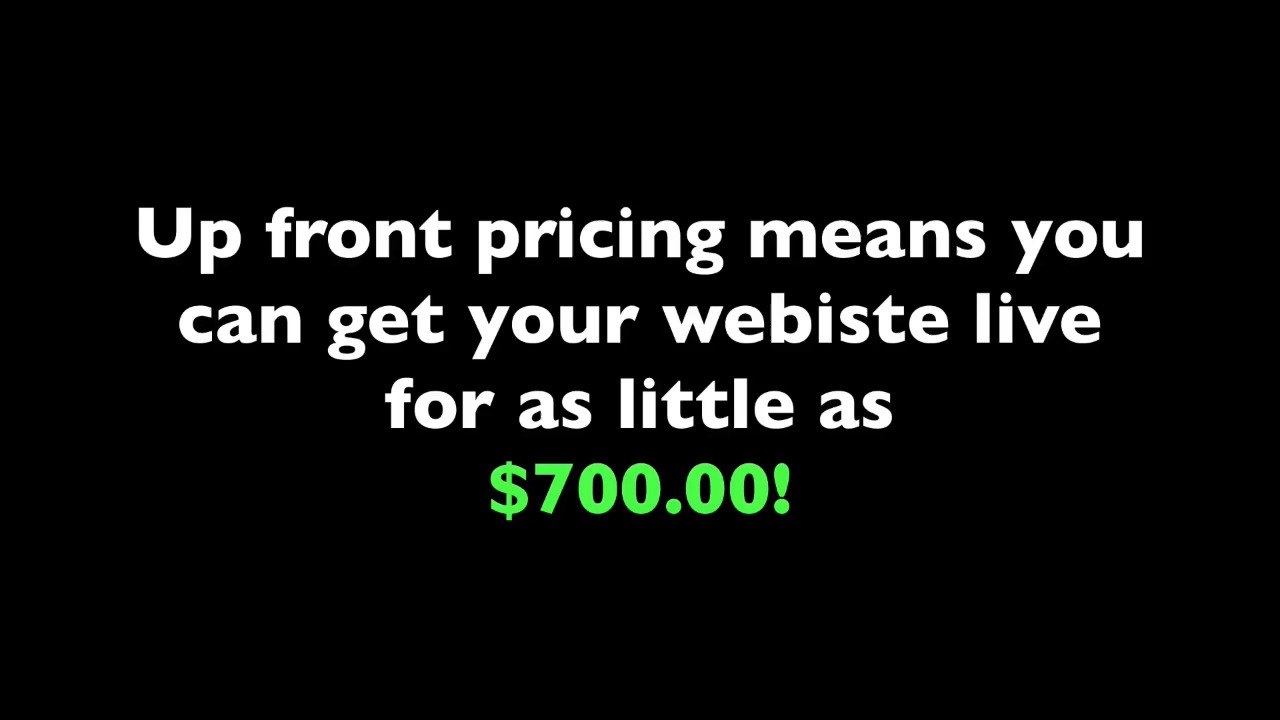 Up front pricing means you
can get your webiste live
for as little as
$700.00!